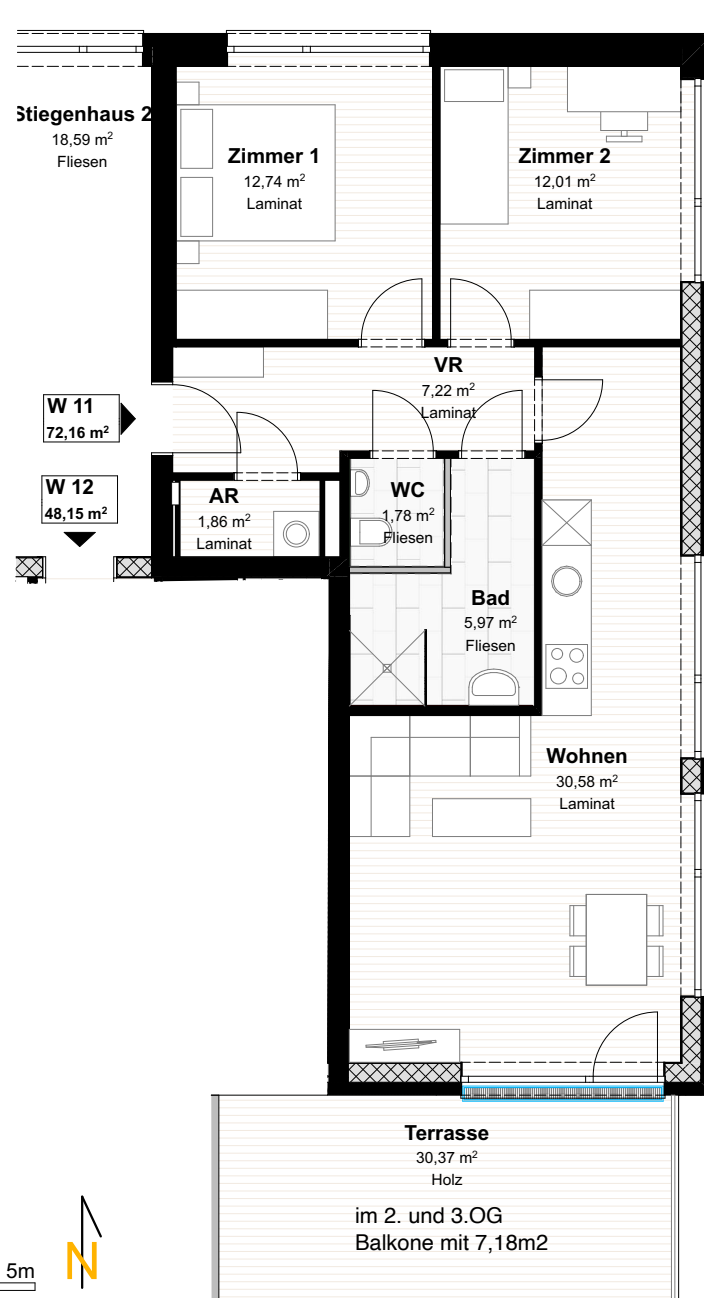 Stiegenhaus 2
18,59 m²
Fliesen
Zimmer 1
12,74 m²
Laminat
Zimmer 2
12,01 m²
Laminat
VR
7,22 m²
Laminat
W 11
72,16 m²
W 12
48,15 m²
AR
1,86 m²
Laminat
WC
1,78 m²
Fliesen
Bad
5,97 m²
Fliesen
Wohnen
30,58 m²
Laminat
Terrasse
30,37 m²
Holz
im 2. und 3.OG
Balkone mit 7,18m2
N
5m